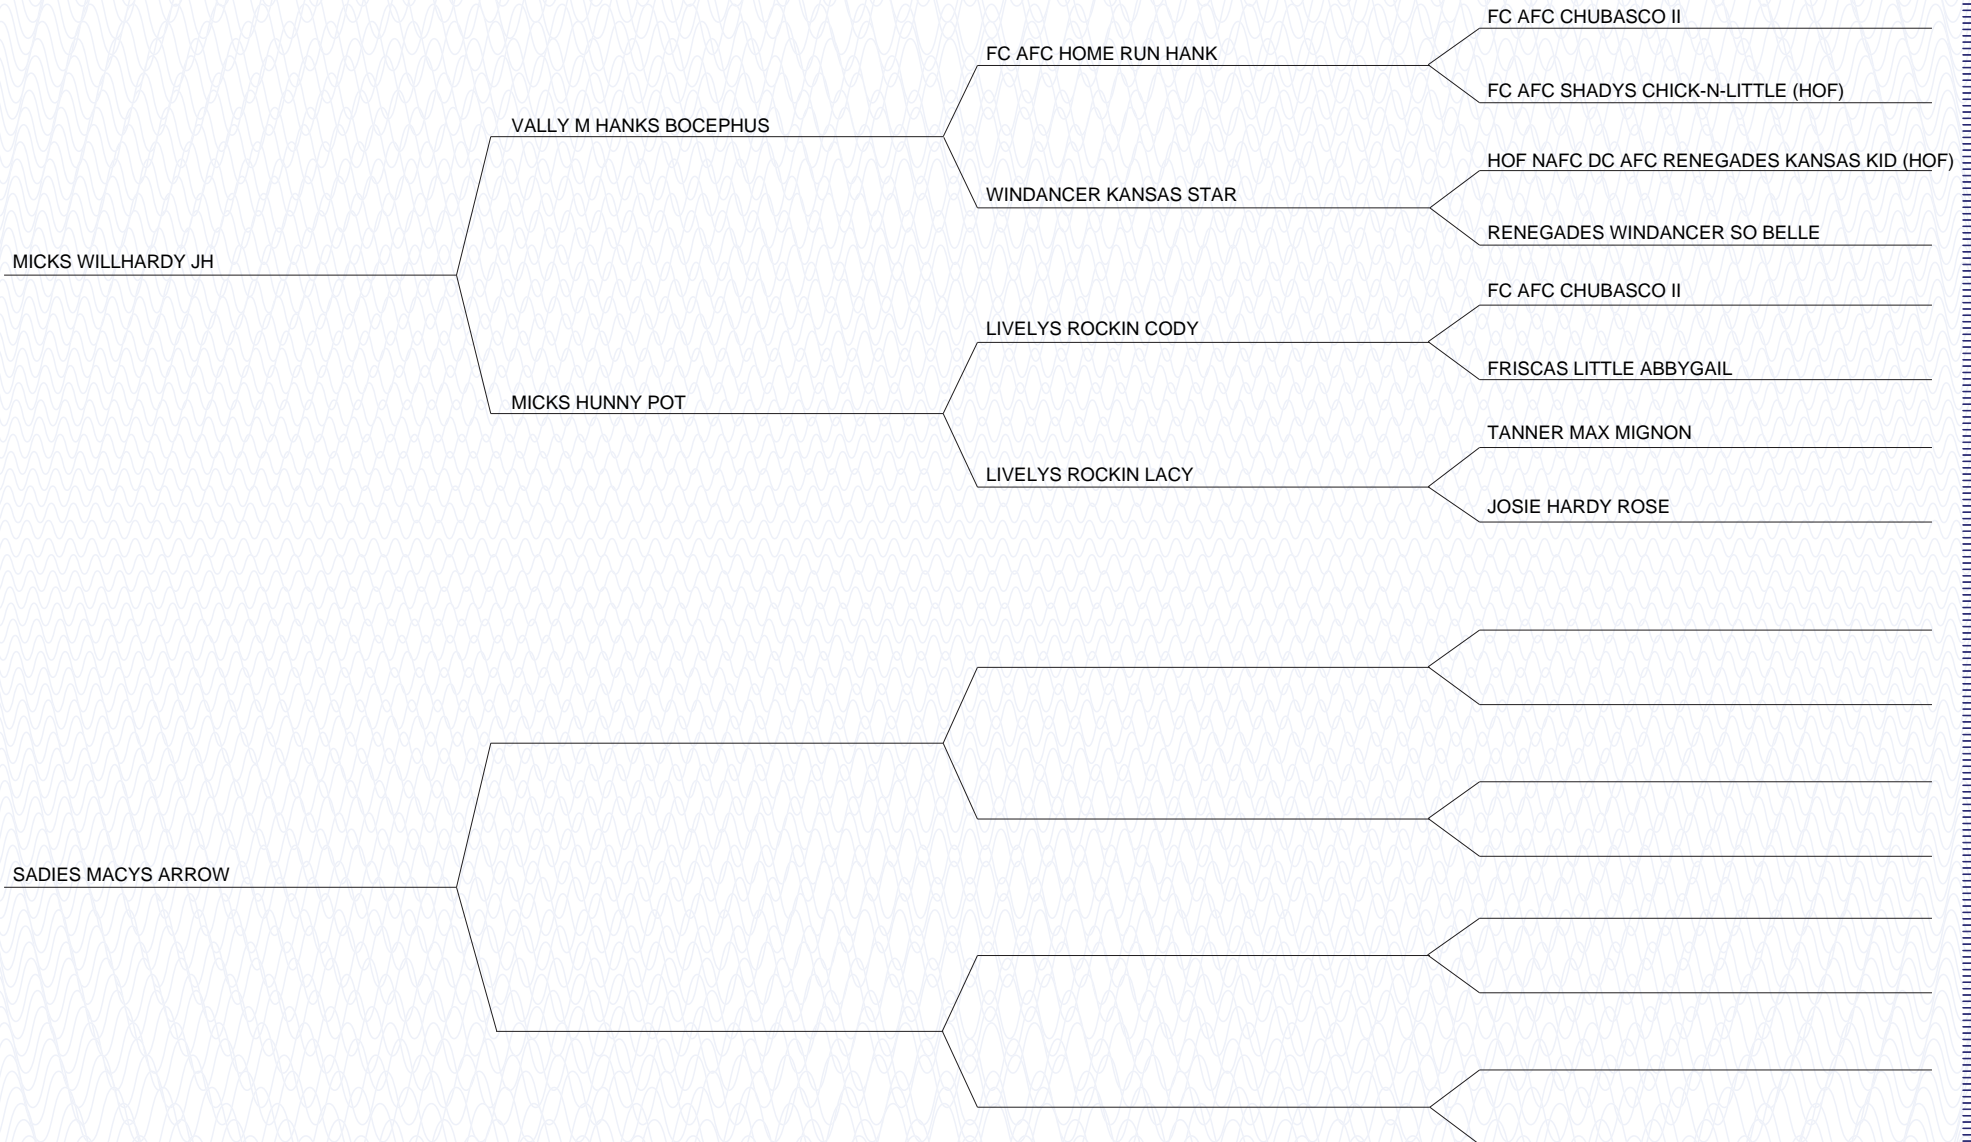 FC AFC CHUBASCO II
FC AFC HOME RUN HANK
FC AFC SHADYS CHICK-N-LITTLE (HOF)
VALLY M HANKS BOCEPHUS
HOF NAFC DC AFC RENEGADES KANSAS KID (HOF)
WINDANCER KANSAS STAR
RENEGADES WINDANCER SO BELLE
MICKS WILLHARDY JH
FC AFC CHUBASCO II
LIVELYS ROCKIN CODY
FRISCAS LITTLE ABBYGAIL
MICKS HUNNY POT
TANNER MAX MIGNON
LIVELYS ROCKIN LACY
JOSIE HARDY ROSE
SADIES MACYS ARROW